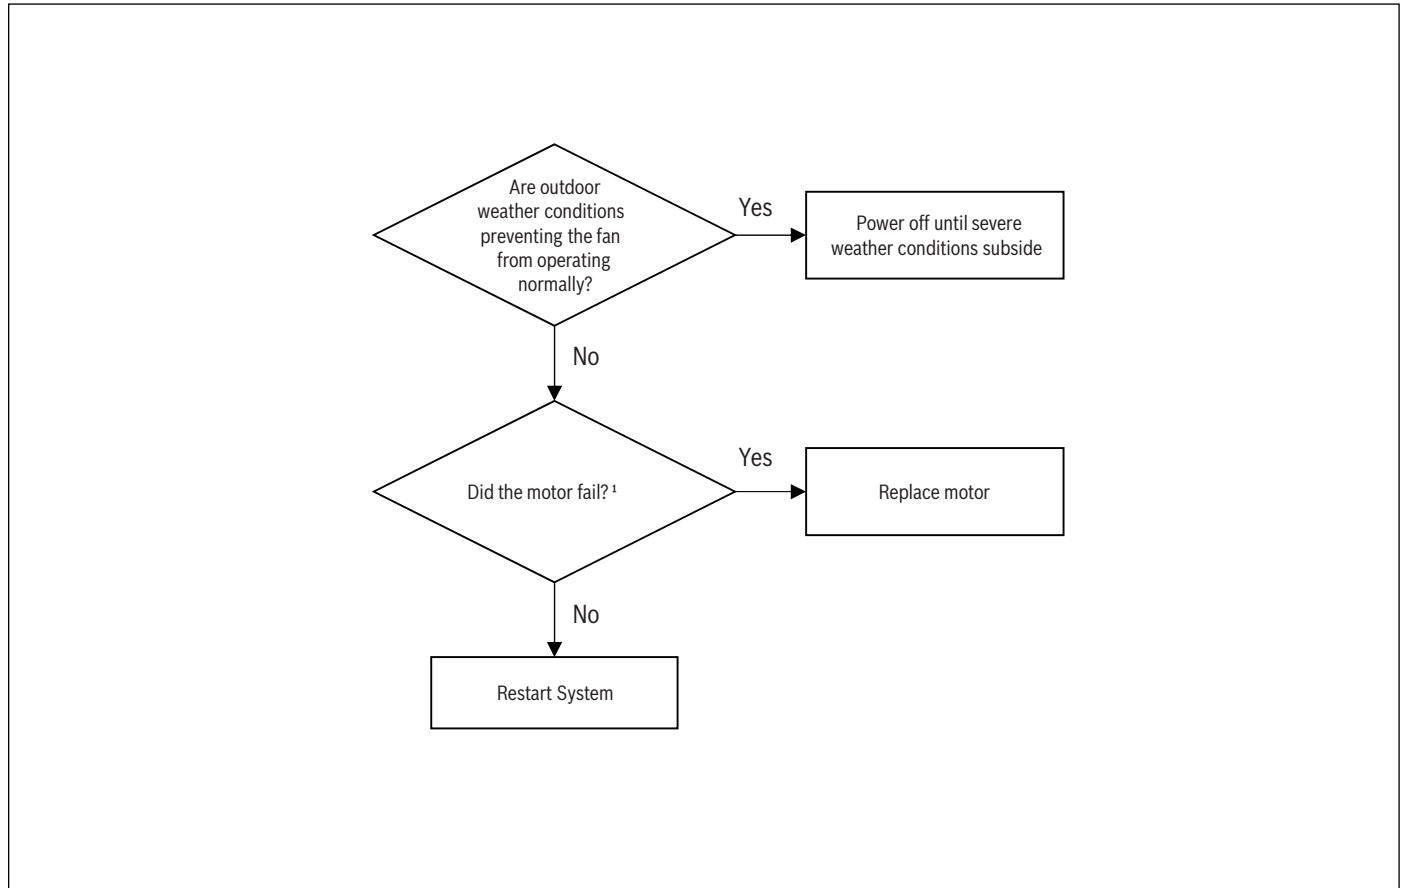 Are outdoor
weather conditions
preventing the fan
from operating
normally?
Yes
Power off until severe
weather conditions subside
No
Did the motor fail? ¹
Yes
Replace motor
No
Restart System